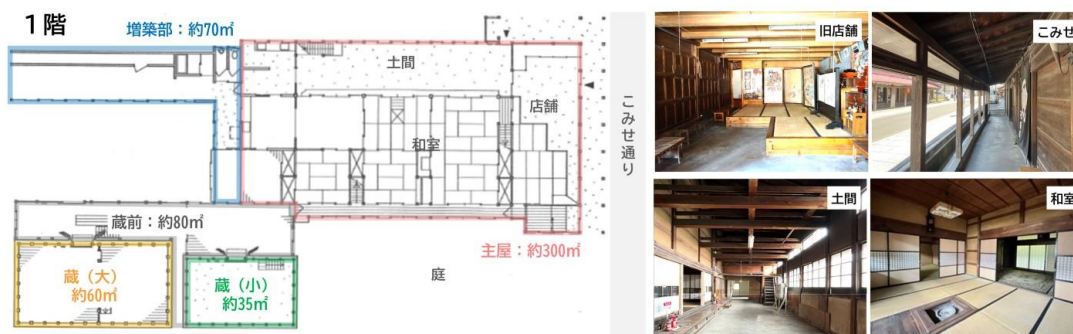 1階
増築部：約70㎡
土間
店舗
和室
こみせ通り
蔵前：約80㎡
主屋：約300㎡
蔵（大）
約60㎡
蔵（小）
約35㎡
庭
旧店舗
こみせ
土間
和室